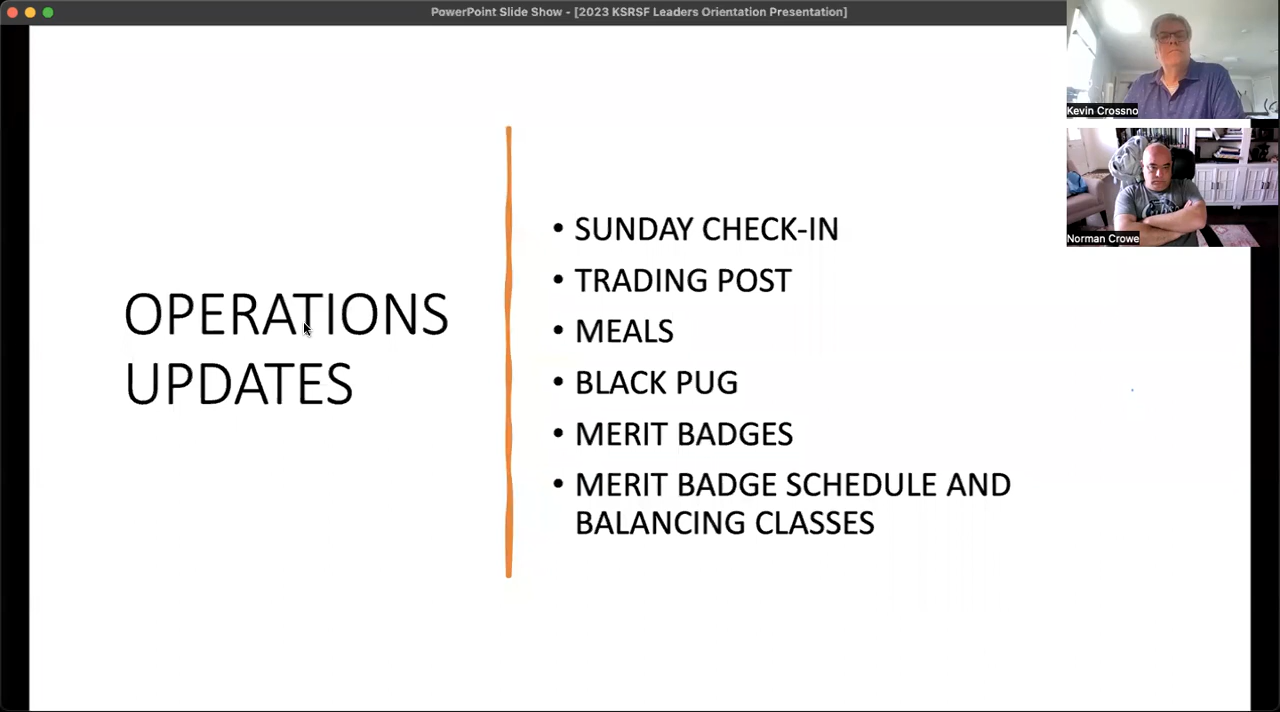 PowerPoint Slide Show - [2023 KSRSF Leaders Orientation Presentation]
Kevin Crossno
Norman Crowe
OPERATIONS
UPDATES
• SUNDAY CHECK-IN
• TRADING POST
• MEALS
• BLACK PUG
• MERIT BADGES
• MERIT BADGE SCHEDULE AND
BALANCING CLASSES